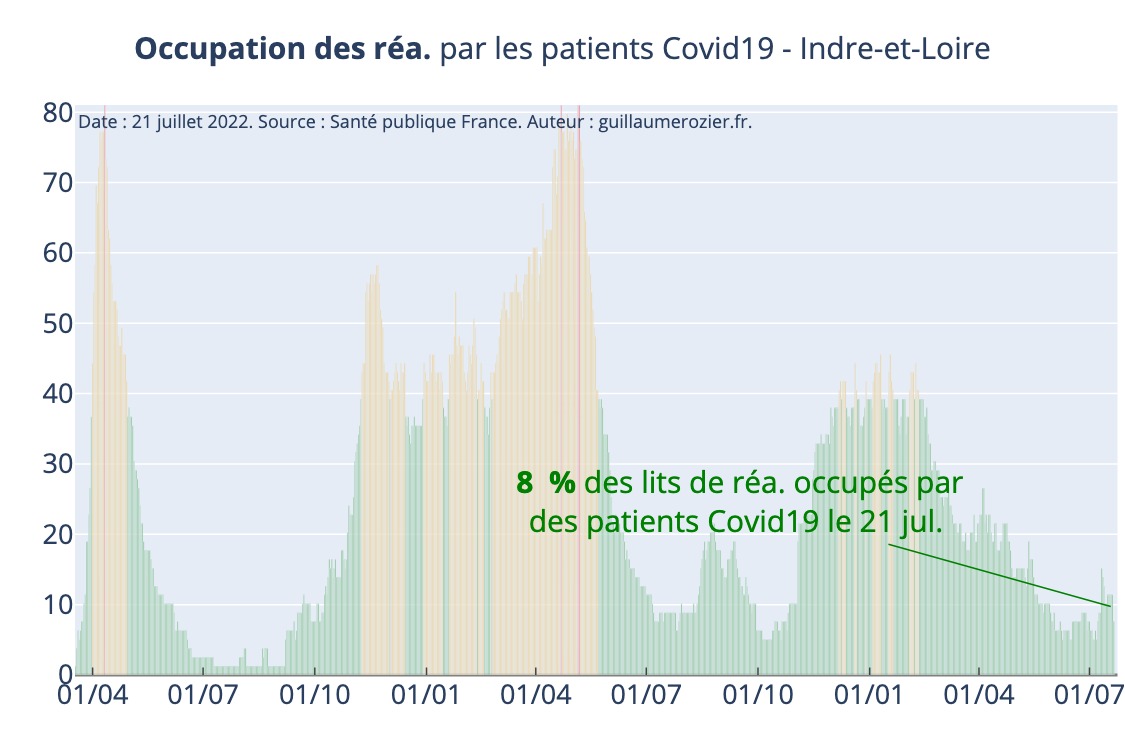 Occupation des réa. par les patients Covid19 - Indre-et-Loire
80
Date : 21 juillet 2022. Source : Santé publique France. Auteur : guillaumerozier.fr.
70
60
50
40
30
8 % des lits de réa. occupés par
des patients Covid19 le 21 jul.
20
10
0
01/04 01/07 01/10 01/01 01/04 01/07 01/10 01/01 01/04 01/07